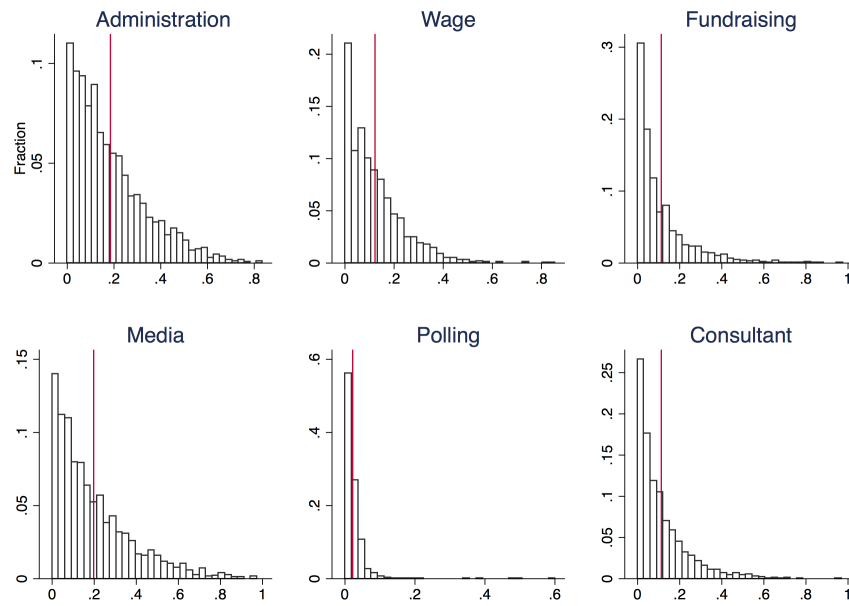 Administration Wage Fundraising
Fraction
0 .05 .1
0 .2 .4 .6 .8
0 .05 .1 .15 .2
0 .2 .4 .6 .8
0 .1 .2 .3
0 .2 .4 .6 .8 1
Media Polling Consultant
0 .05 .1 .15
0 .2 .4 .6 .8 1
0 .2 .4 .6
0 .2 .4 .6
0 .05 .1 .15 .2 .25
0 .2 .4 .6 .8 1